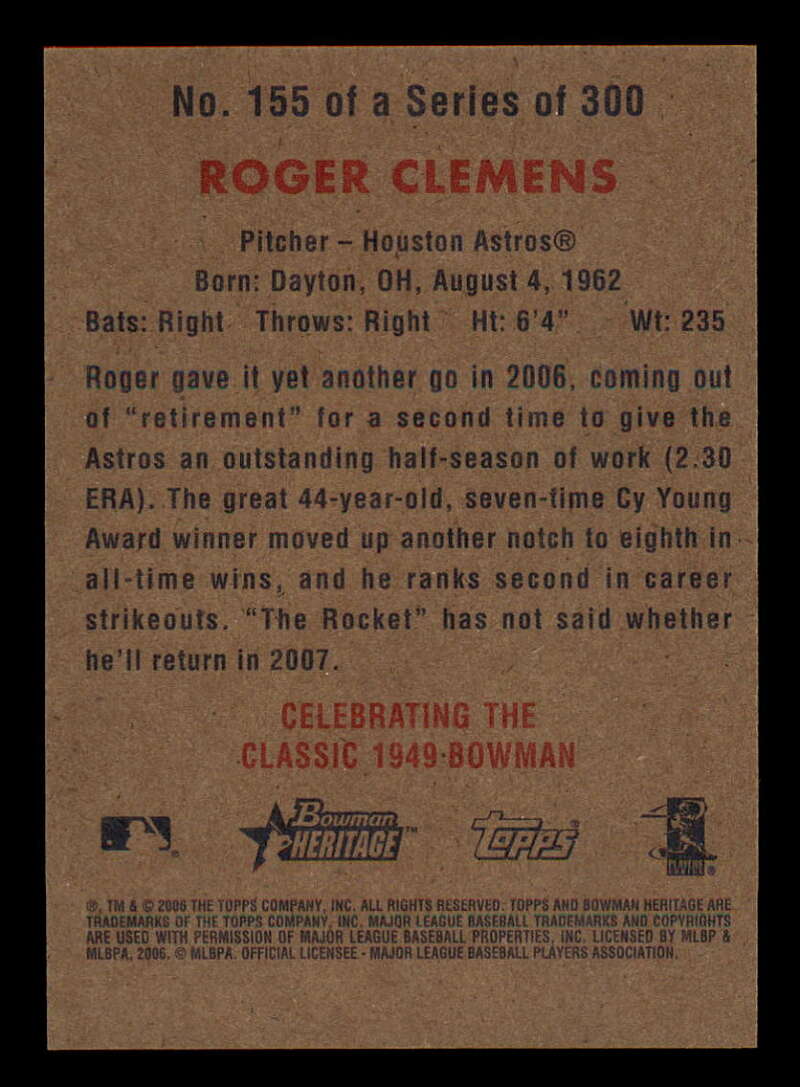 No. 155 of a Series of 300
ROGER CLEMENS
Pitcher – Houston Astros®
Born: Dayton, OH, August 4, 1962
Bats: Right Throws: Right Ht: 6'4" Wt: 235
Roger gave it yet another go in 2006, coming out
of "retirement" for a second time to give the
Astros an outstanding half-season of work (2.30
ERA). The great 44-year-old, seven-time Cy Young
Award winner moved up another notch to eighth in
all-time wins, and he ranks second in career
strikeouts. "The Rocket" has not said whether
he'll return in 2007.
CELEBRATING THE
CLASSIC 1949 BOWMAN
Bowman HERITAGE™ TOPPS®
®, TM & © 2006 THE TOPPS COMPANY, INC. ALL RIGHTS RESERVED. TOPPS AND BOWMAN HERITAGE ARE
TRADEMARKS OF THE TOPPS COMPANY, INC. MAJOR LEAGUE BASEBALL TRADEMARKS AND COPYRIGHTS
ARE USED WITH PERMISSION OF MAJOR LEAGUE BASEBALL PROPERTIES, INC. LICENSED BY MLBP &
MLBPA, 2006. © MLBPA. OFFICIAL LICENSEE - MAJOR LEAGUE BASEBALL PLAYERS ASSOCIATION.